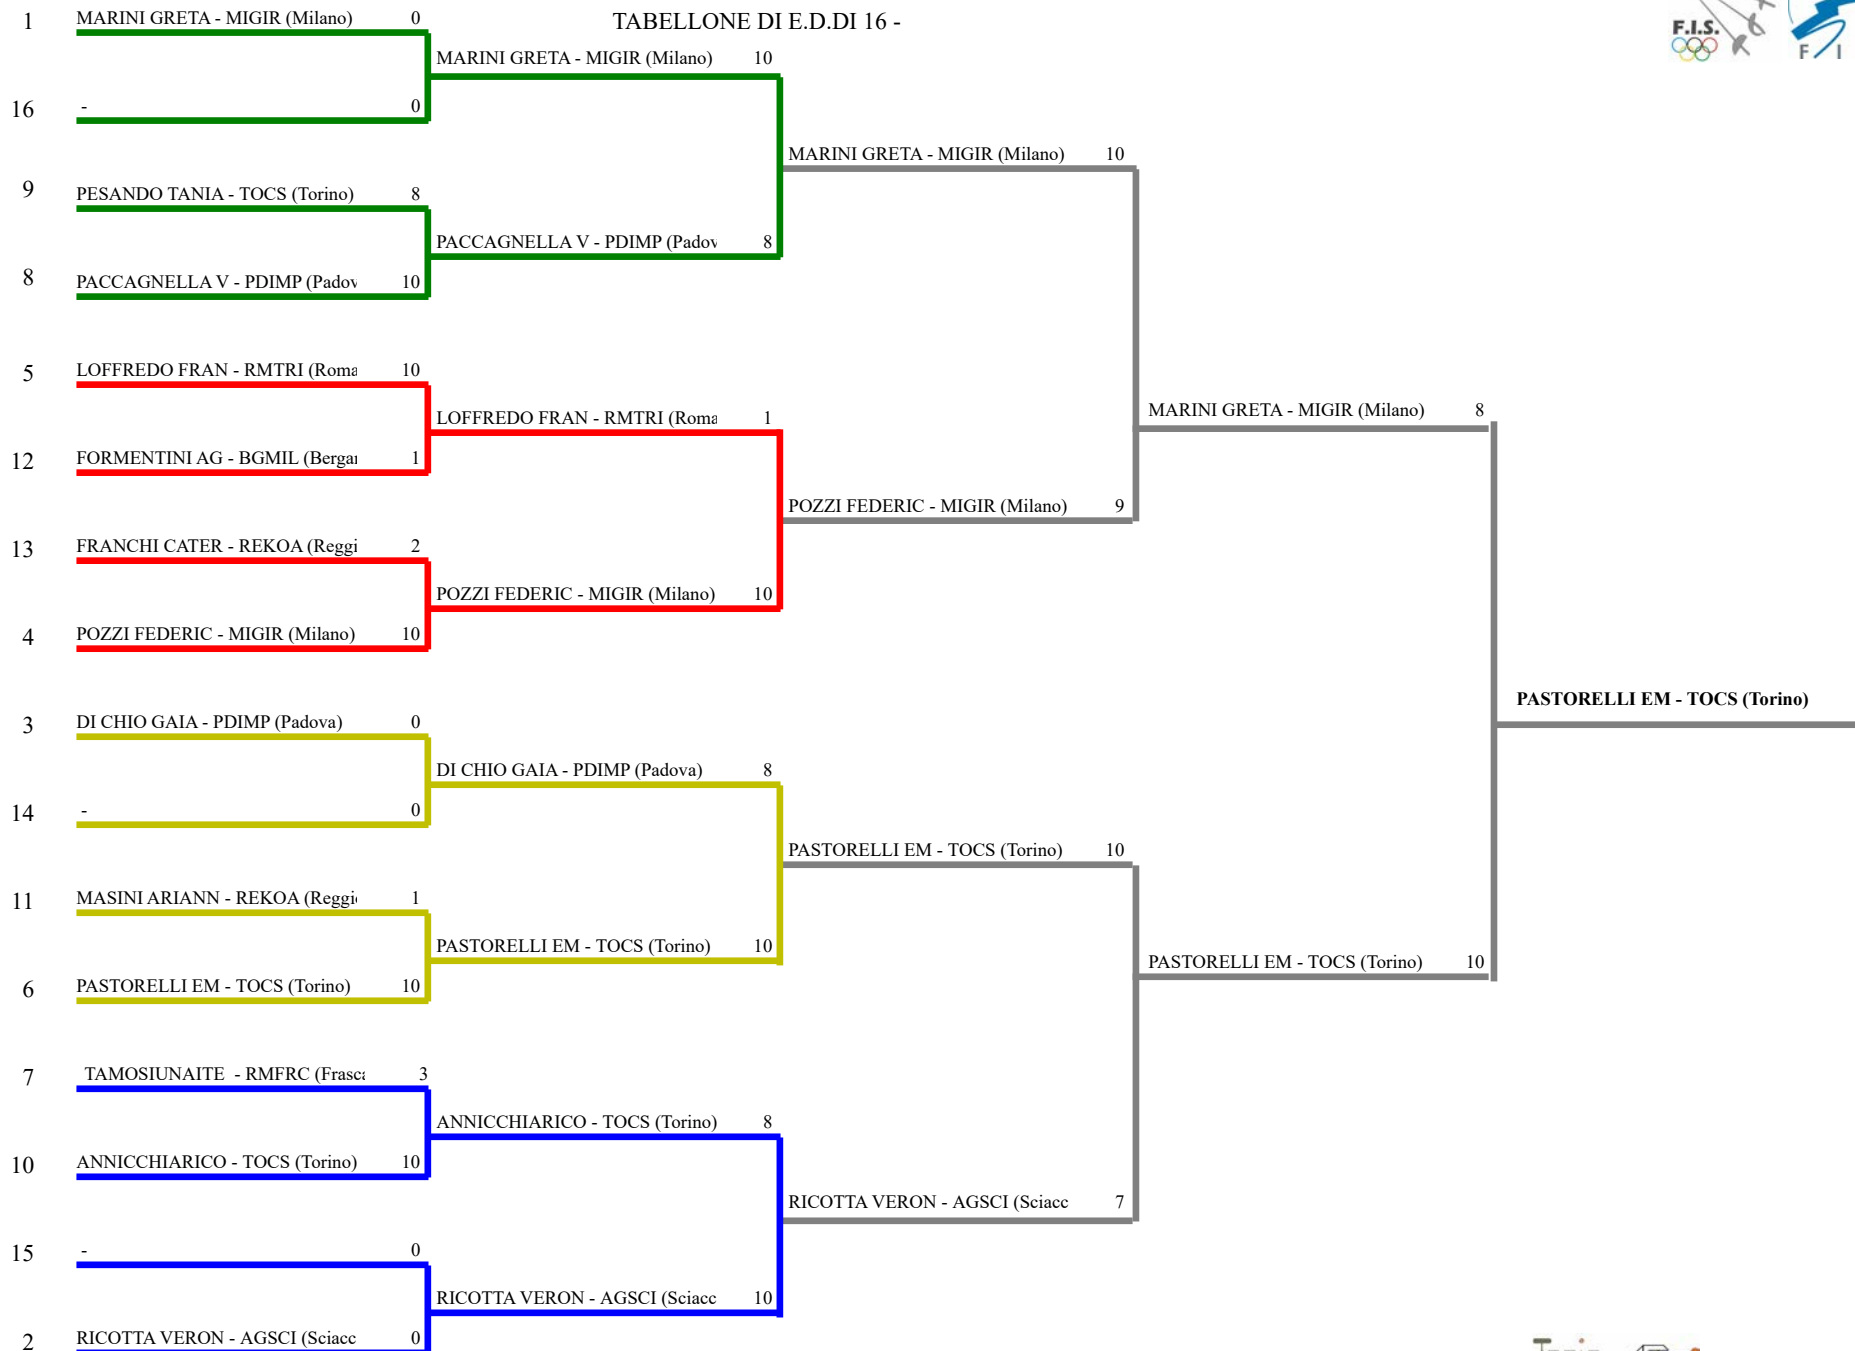 TABELLONE DI E.D.DI 16 -
F.I.S.
F I
1 MARINI GRETA - MIGIR (Milano) 0
MARINI GRETA - MIGIR (Milano) 10
16 - 0
MARINI GRETA - MIGIR (Milano) 10
9 PESANDO TANIA - TOCS (Torino) 8
PACCAGNELLA V - PDIMP (Padov 8
8 PACCAGNELLA V - PDIMP (Padov 10
5 LOFFREDO FRAN - RMTRI (Roma 10
MARINI GRETA - MIGIR (Milano) 8
LOFFREDO FRAN - RMTRI (Roma 1
12 FORMENTINI AG - BGMIL (Bergar 1
POZZI FEDERIC - MIGIR (Milano) 9
13 FRANCHI CATER - REKOA (Reggi 2
POZZI FEDERIC - MIGIR (Milano) 10
4 POZZI FEDERIC - MIGIR (Milano) 10
PASTORELLI EM - TOCS (Torino)
3 DI CHIO GAIA - PDIMP (Padova) 0
DI CHIO GAIA - PDIMP (Padova) 8
14 - 0
PASTORELLI EM - TOCS (Torino) 10
11 MASINI ARIANN - REKOA (Reggi 1
PASTORELLI EM - TOCS (Torino) 10
PASTORELLI EM - TOCS (Torino) 10
6 PASTORELLI EM - TOCS (Torino) 10
7 TAMOSIUNAITE - RMFRC (Frasca 3
ANNICCHIARICO - TOCS (Torino) 8
10 ANNICCHIARICO - TOCS (Torino) 10
RICOTTA VERON - AGSCI (Sciacc 7
15 - 0
RICOTTA VERON - AGSCI (Sciacc 10
2 RICOTTA VERON - AGSCI (Sciacc 0